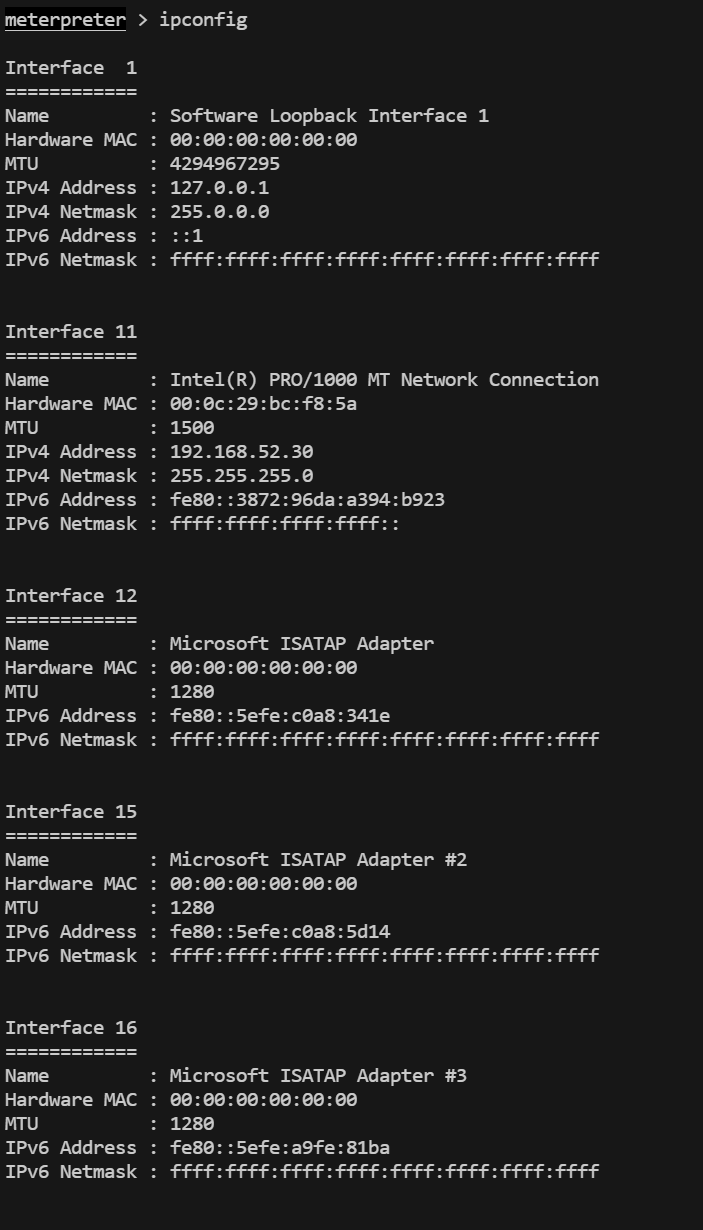 meterpreter > ipconfig
Interface  1
============
Name         : Software Loopback Interface 1
Hardware MAC : 00:00:00:00:00:00
MTU          : 4294967295
IPv4 Address : 127.0.0.1
IPv4 Netmask : 255.0.0.0
IPv6 Address : ::1
IPv6 Netmask : ffff:ffff:ffff:ffff:ffff:ffff:ffff:ffff
Interface 11
============
Name         : Intel(R) PRO/1000 MT Network Connection
Hardware MAC : 00:0c:29:bc:f8:5a
MTU          : 1500
IPv4 Address : 192.168.52.30
IPv4 Netmask : 255.255.255.0
IPv6 Address : fe80::3872:96da:a394:b923
IPv6 Netmask : ffff:ffff:ffff:ffff::
Interface 12
============
Name         : Microsoft ISATAP Adapter
Hardware MAC : 00:00:00:00:00:00
MTU          : 1280
IPv6 Address : fe80::5efe:c0a8:341e
IPv6 Netmask : ffff:ffff:ffff:ffff:ffff:ffff:ffff:ffff
Interface 15
============
Name         : Microsoft ISATAP Adapter #2
Hardware MAC : 00:00:00:00:00:00
MTU          : 1280
IPv6 Address : fe80::5efe:c0a8:5d14
IPv6 Netmask : ffff:ffff:ffff:ffff:ffff:ffff:ffff:ffff
Interface 16
============
Name         : Microsoft ISATAP Adapter #3
Hardware MAC : 00:00:00:00:00:00
MTU          : 1280
IPv6 Address : fe80::5efe:a9fe:81ba
IPv6 Netmask : ffff:ffff:ffff:ffff:ffff:ffff:ffff:ffff